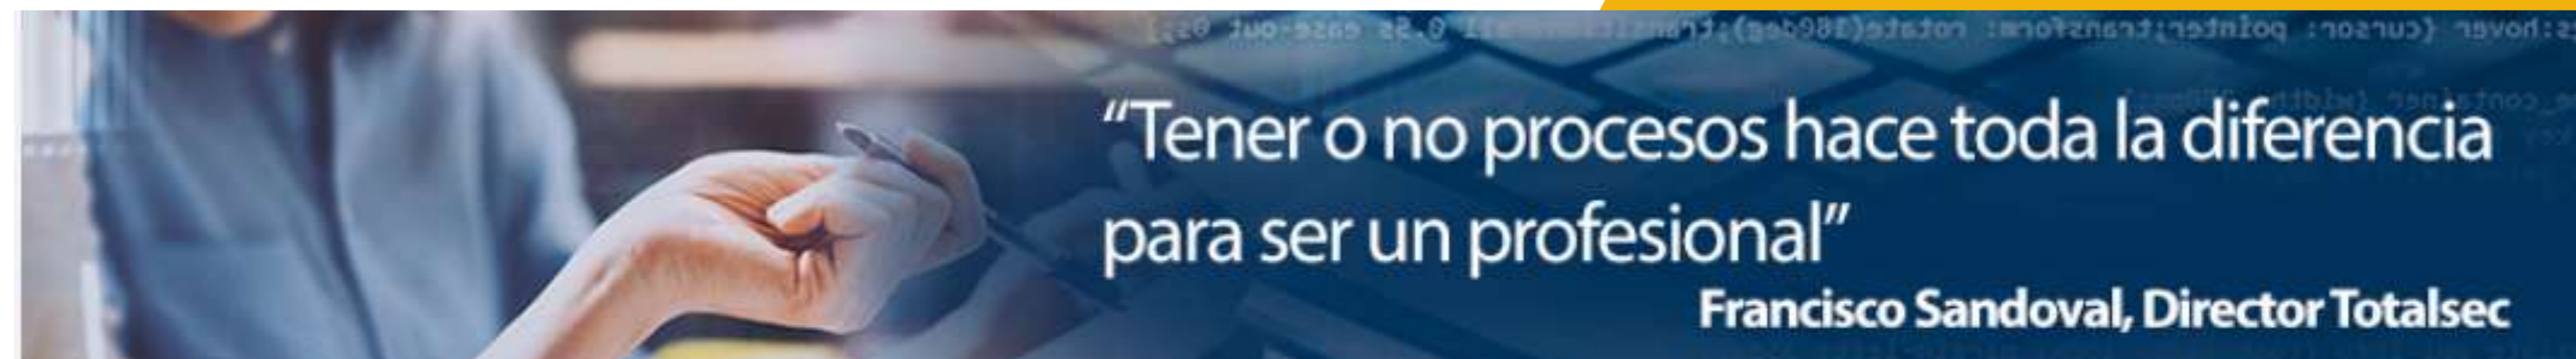 “Tener o no procesos hace toda la diferencia
para ser un profesional”
Francisco Sandoval, Director Totalsec